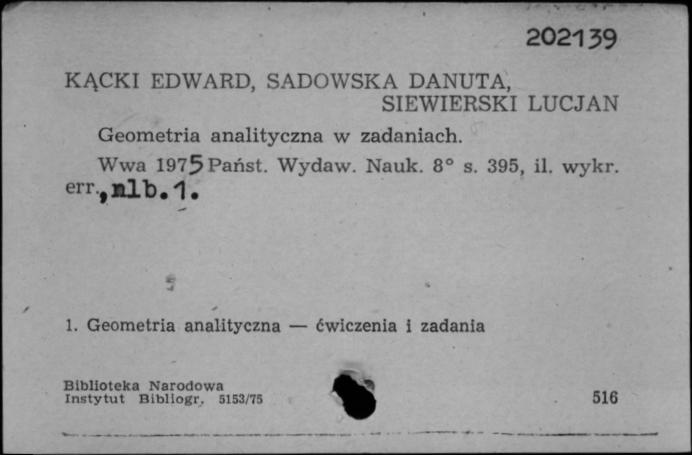 202139
KĄCKI EDWARD, SADOWSKA DANUTA,
SIEWIERSKI LUCJAN
Geometria analityczna w zadaniach.
Wwa 1975 Państ. Wydaw. Nauk. 8° s. 395, il. wykr.
err., nlb. 1.
1. Geometria analityczna — ćwiczenia i zadania
Biblioteka Narodowa
Instytut Bibliogr. 5153/75
516